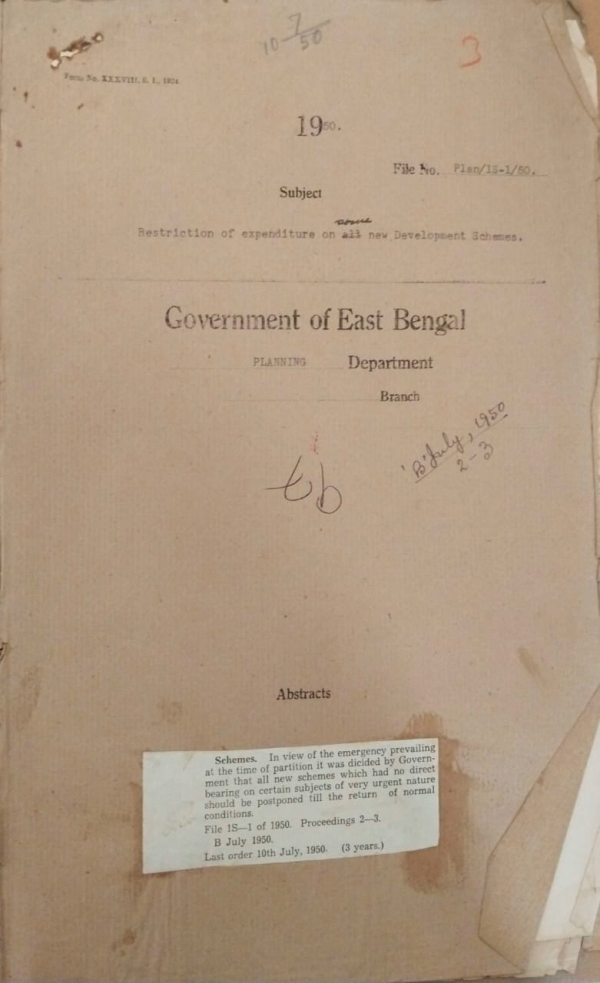 10 7/50
3
Form No. XXXVIII, S. I., 1924.
1950.
File No. Plan/IS-1/50.
Subject
some
Restriction of expenditure on all new Development Schemes.
Government of East Bengal
PLANNING Department
Branch
'B' July, 1950
2-3
Abstracts
Schemes. In view of the emergency prevailing
at the time of partition it was dicided by Govern-
ment that all new schemes which had no direct
bearing on certain subjects of very urgent nature
should be postponed till the return of normal
conditions.
File 1S—1 of 1950. Proceedings 2—3.
B July 1950.
Last order 10th July, 1950. (3 years.)